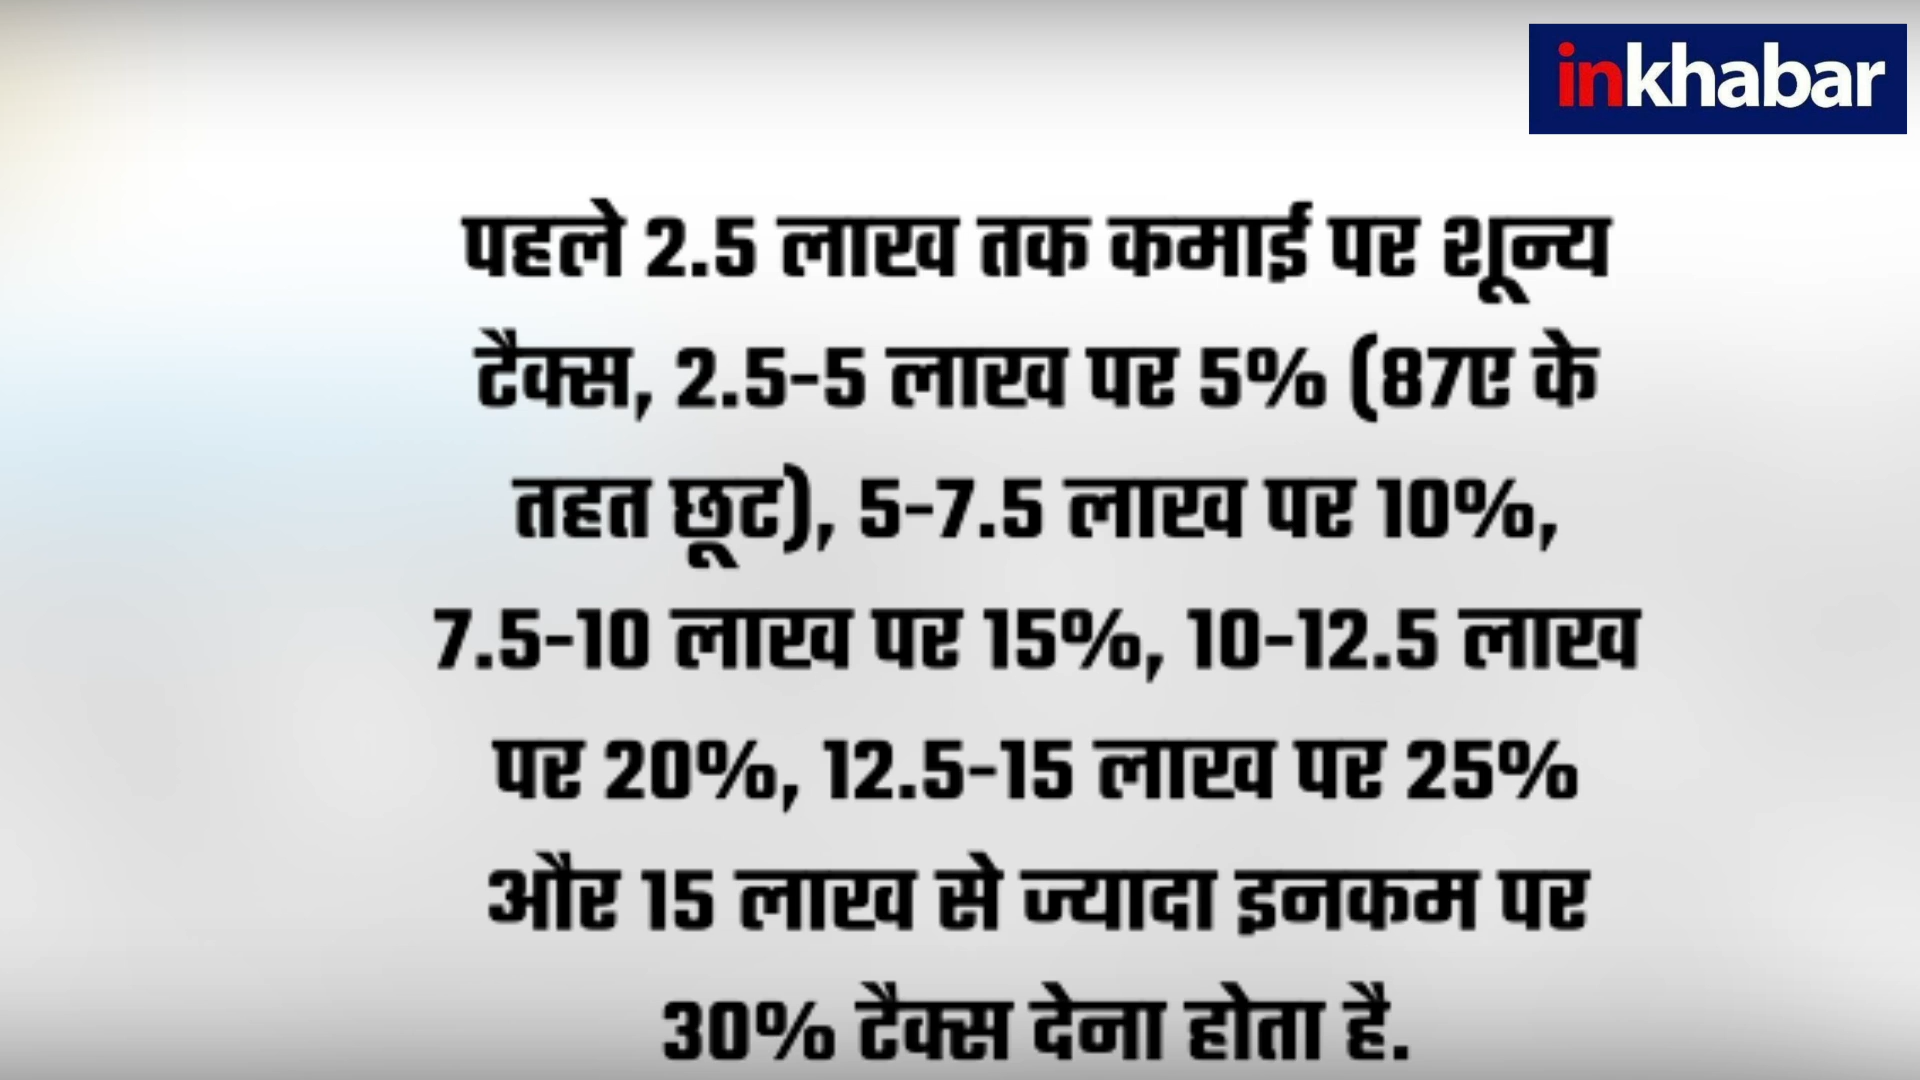 inkhabar
पहले 2.5 लाख तक कमाई पर शून्य
टैक्स, 2.5-5 लाख पर 5% (87ए के
तहत छूट), 5-7.5 लाख पर 10%,
7.5-10 लाख पर 15%, 10-12.5 लाख
पर 20%, 12.5-15 लाख पर 25%
और 15 लाख से ज्यादा इनकम पर
30% टैक्स देना होता है.